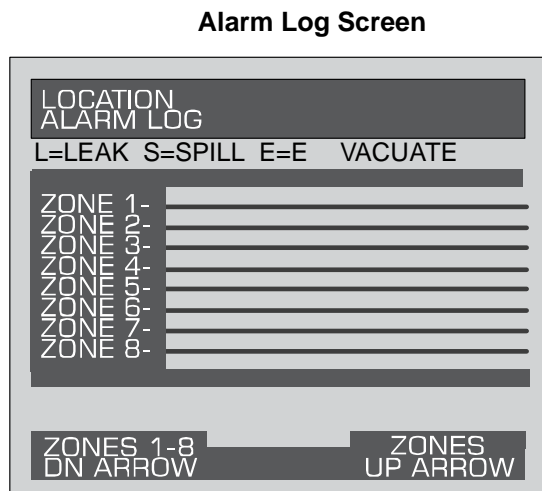 Alarm Log Screen
LOCATION
ALARM LOG
L=LEAK S=SPILL E=E VACUATE
ZONE 1-
ZONE 2-
ZONE 3-
ZONE 4-
ZONE 5-
ZONE 6-
ZONE 7-
ZONE 8-
ZONES 1-8
DN ARROW
ZONES
UP ARROW